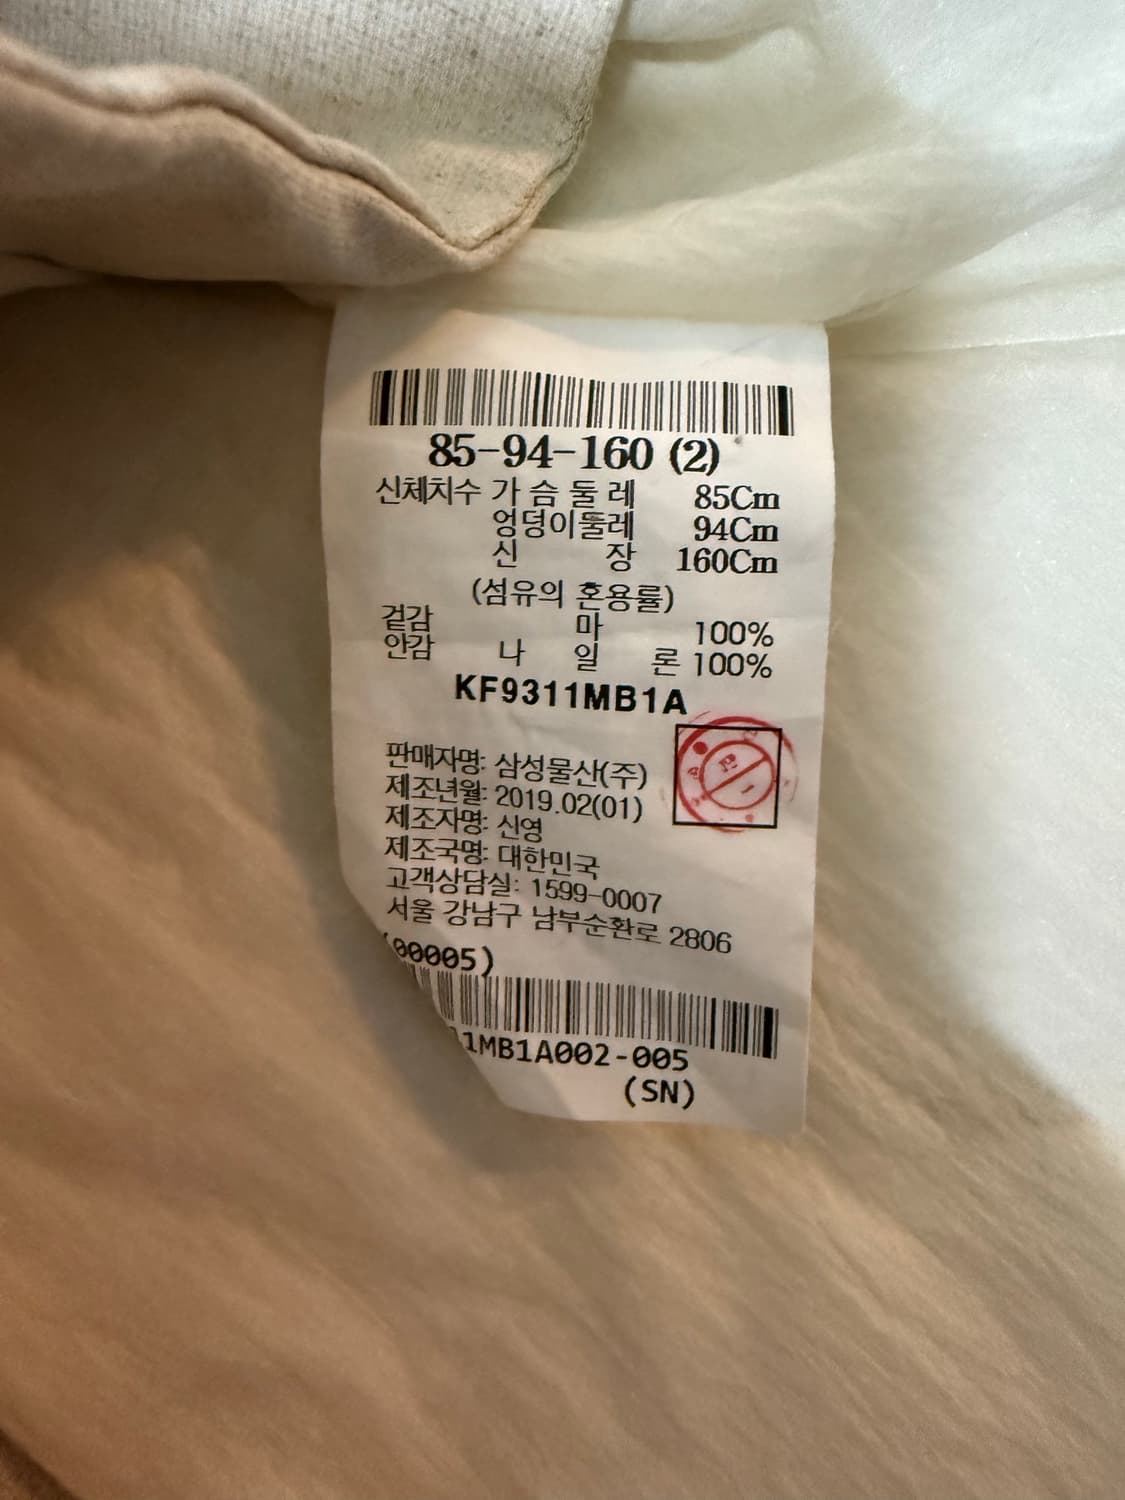 85-94-160 (2)
신체치수 가슴둘레 85Cm
엉덩이둘레 94Cm
신장 160Cm
(섬유의 혼용률)
겉감 마 100%
안감 나일론 100%
KF9311MB1A
판매자명: 삼성물산(주)
제조년월: 2019.02(01)
제조자명: 신영
제조국명: 대한민국
고객상담실: 1599-0007
서울 강남구 남부순환로 2806
(00005)
1MB1A002-005
(SN)